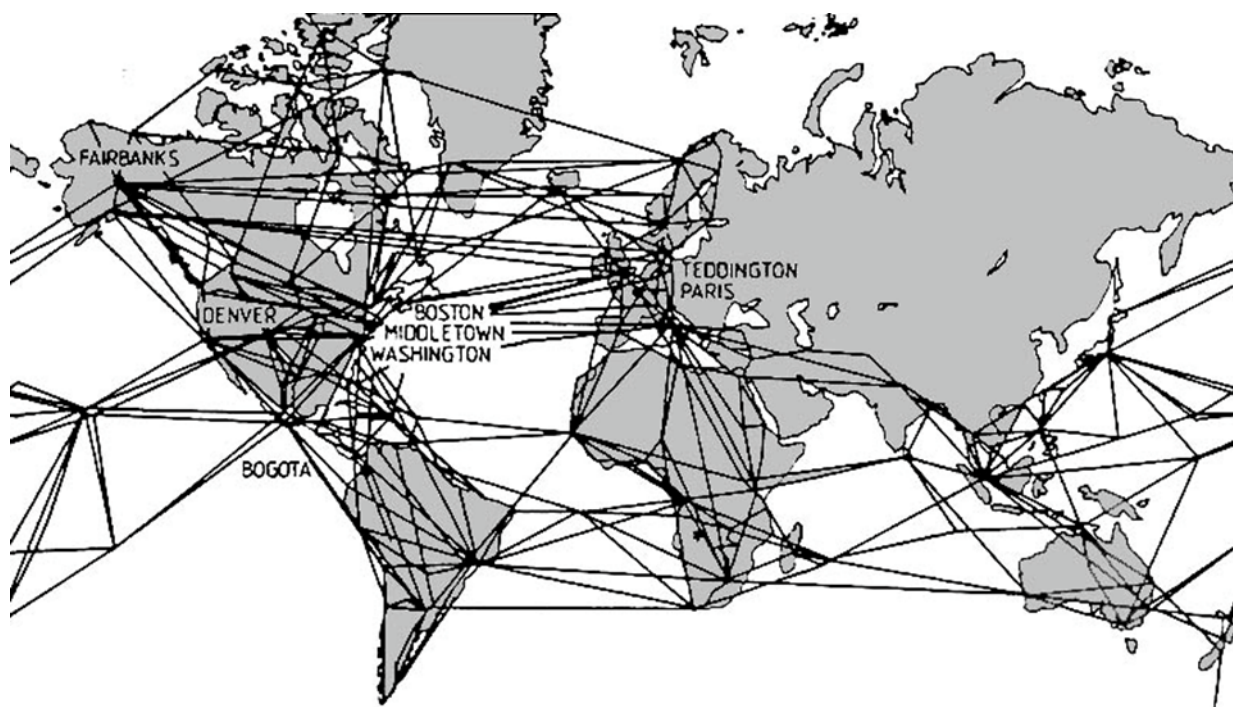 FAIRBANKS
TEDDINGTON
PARIS
DENVER
BOSTON
MIDDLETOWN
WASHINGTON
BOGOTA